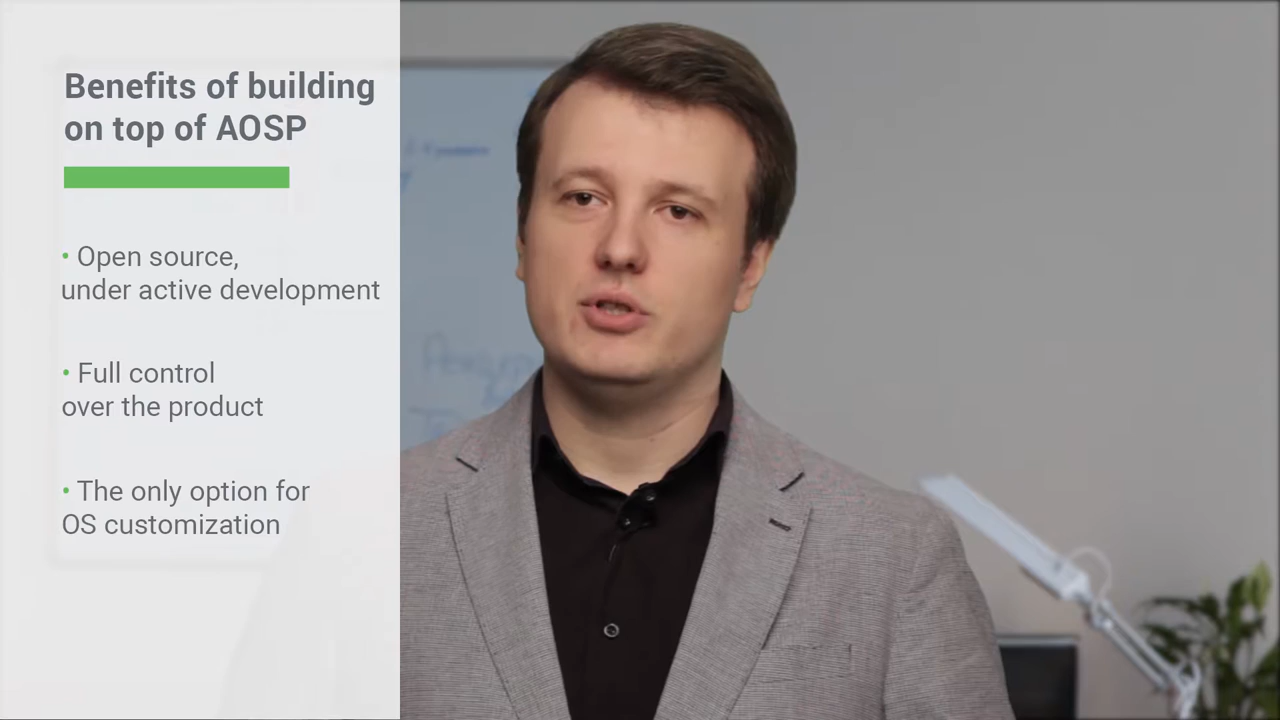 Benefits of building
on top of AOSP
• Open source,
under active development
• Full control
over the product
• The only option for
OS customization